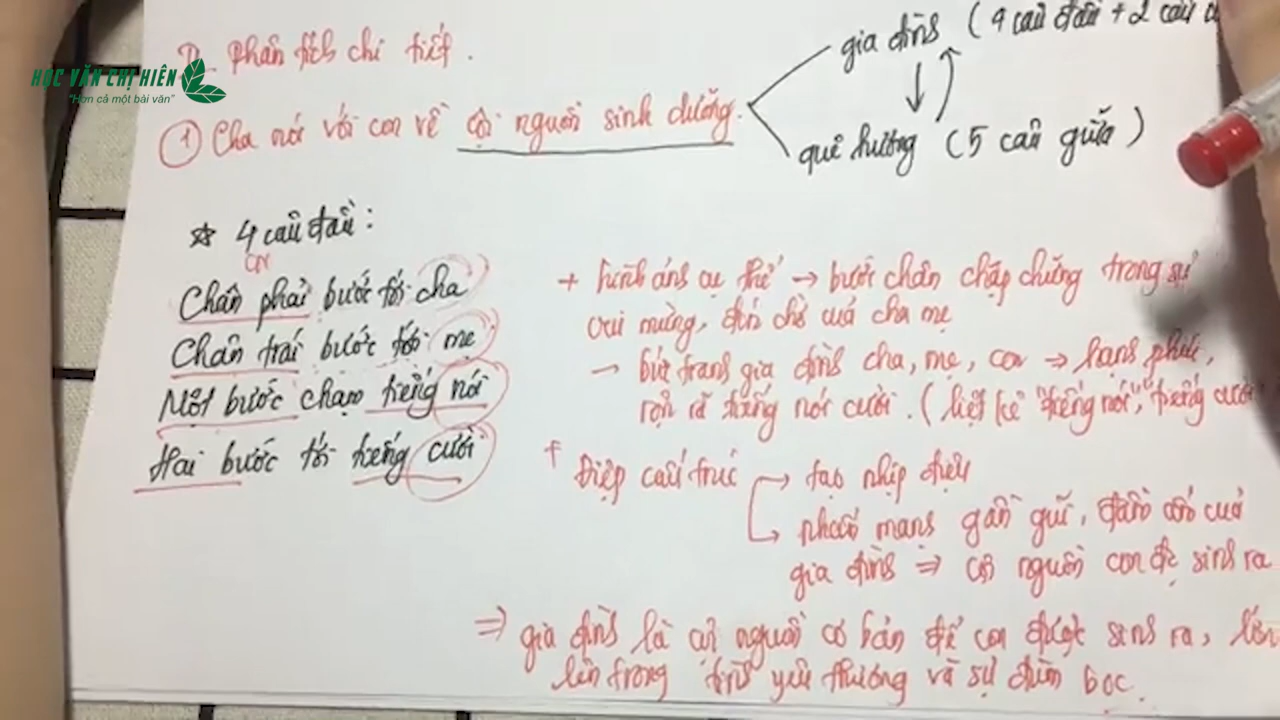 HỌC VĂN CHỊ HIÊN
"Hơn cả một bài văn"
II phân tích chi tiết.
① Cha nói với con về cội nguồn sinh dưỡng.
gia đình (4 câu đầu + 2 câu
quê hương (5 câu giữa)
☆ 4 câu đầu:
Chân phải bước tới cha
Chân trái bước tới mẹ
Một bước chạm tiếng nói
Hai bước tới tiếng cười
+ hình ảnh cụ thể → bước chân chập chững trong sự
vui mừng, đón chờ của cha mẹ
→ bức tranh gia đình cha, mẹ, con → hạnh phúc,
rộn rã tiếng nói cười. (liệt kê "tiếng nói", "tiếng cười"
+ Điệp cấu trúc → tạo nhịp điệu
→ gần gũi, đầm ấm của
gia đình ⇒ cội nguồn con đc sinh ra
⇒ gia đình là cội nguồn cơ bản để con được sinh ra, lớn
lên trong tình yêu thương và sự đùm bọc.